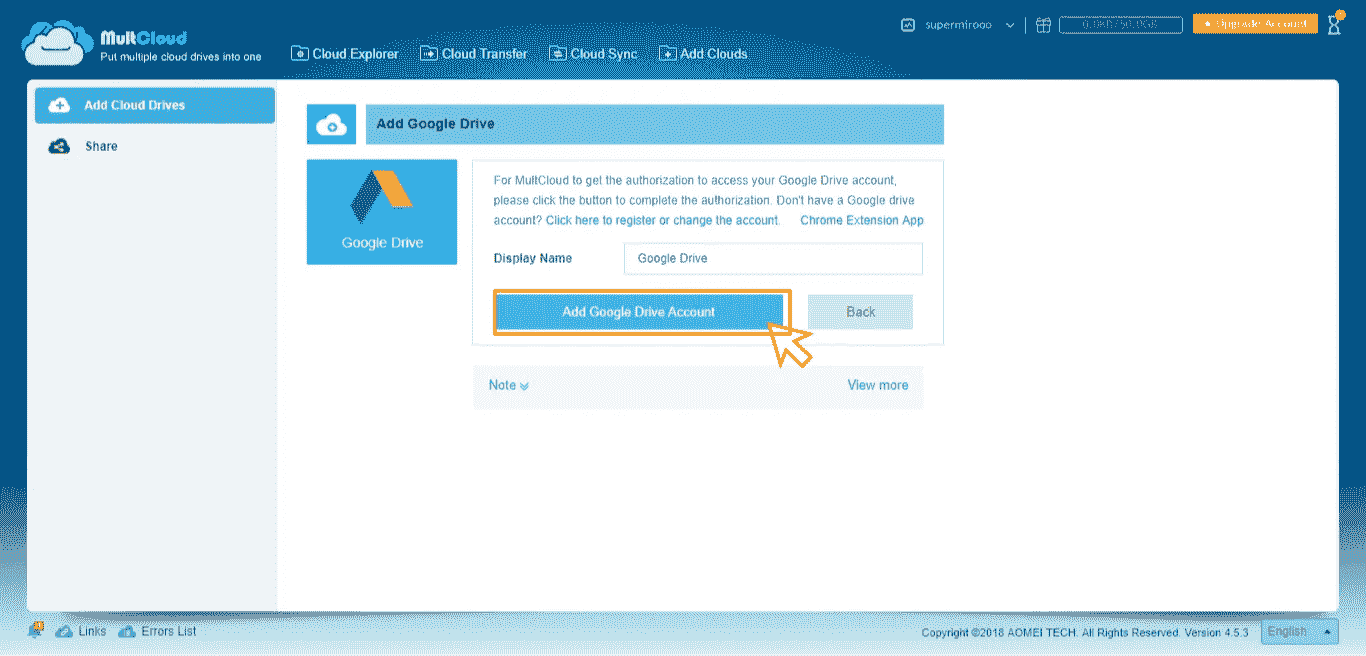 MultCloud
Put multiple cloud drives into one
Cloud Explorer
Cloud Transfer
Cloud Sync
Add Clouds
supermirooo
Upgrade Account
Add Cloud Drives
Share
Add Google Drive
Google Drive
For MultCloud to get the authorization to access your Google Drive account,
please click the button to complete the authorization. Don't have a Google drive
account? Click here to register or change the account. Chrome Extension App
Display Name
Google Drive
Add Google Drive Account
Back
Note
View more
Links
Errors List
Copyright ©2018 AOMEI TECH. All Rights Reserved. Version 4.5.3
English